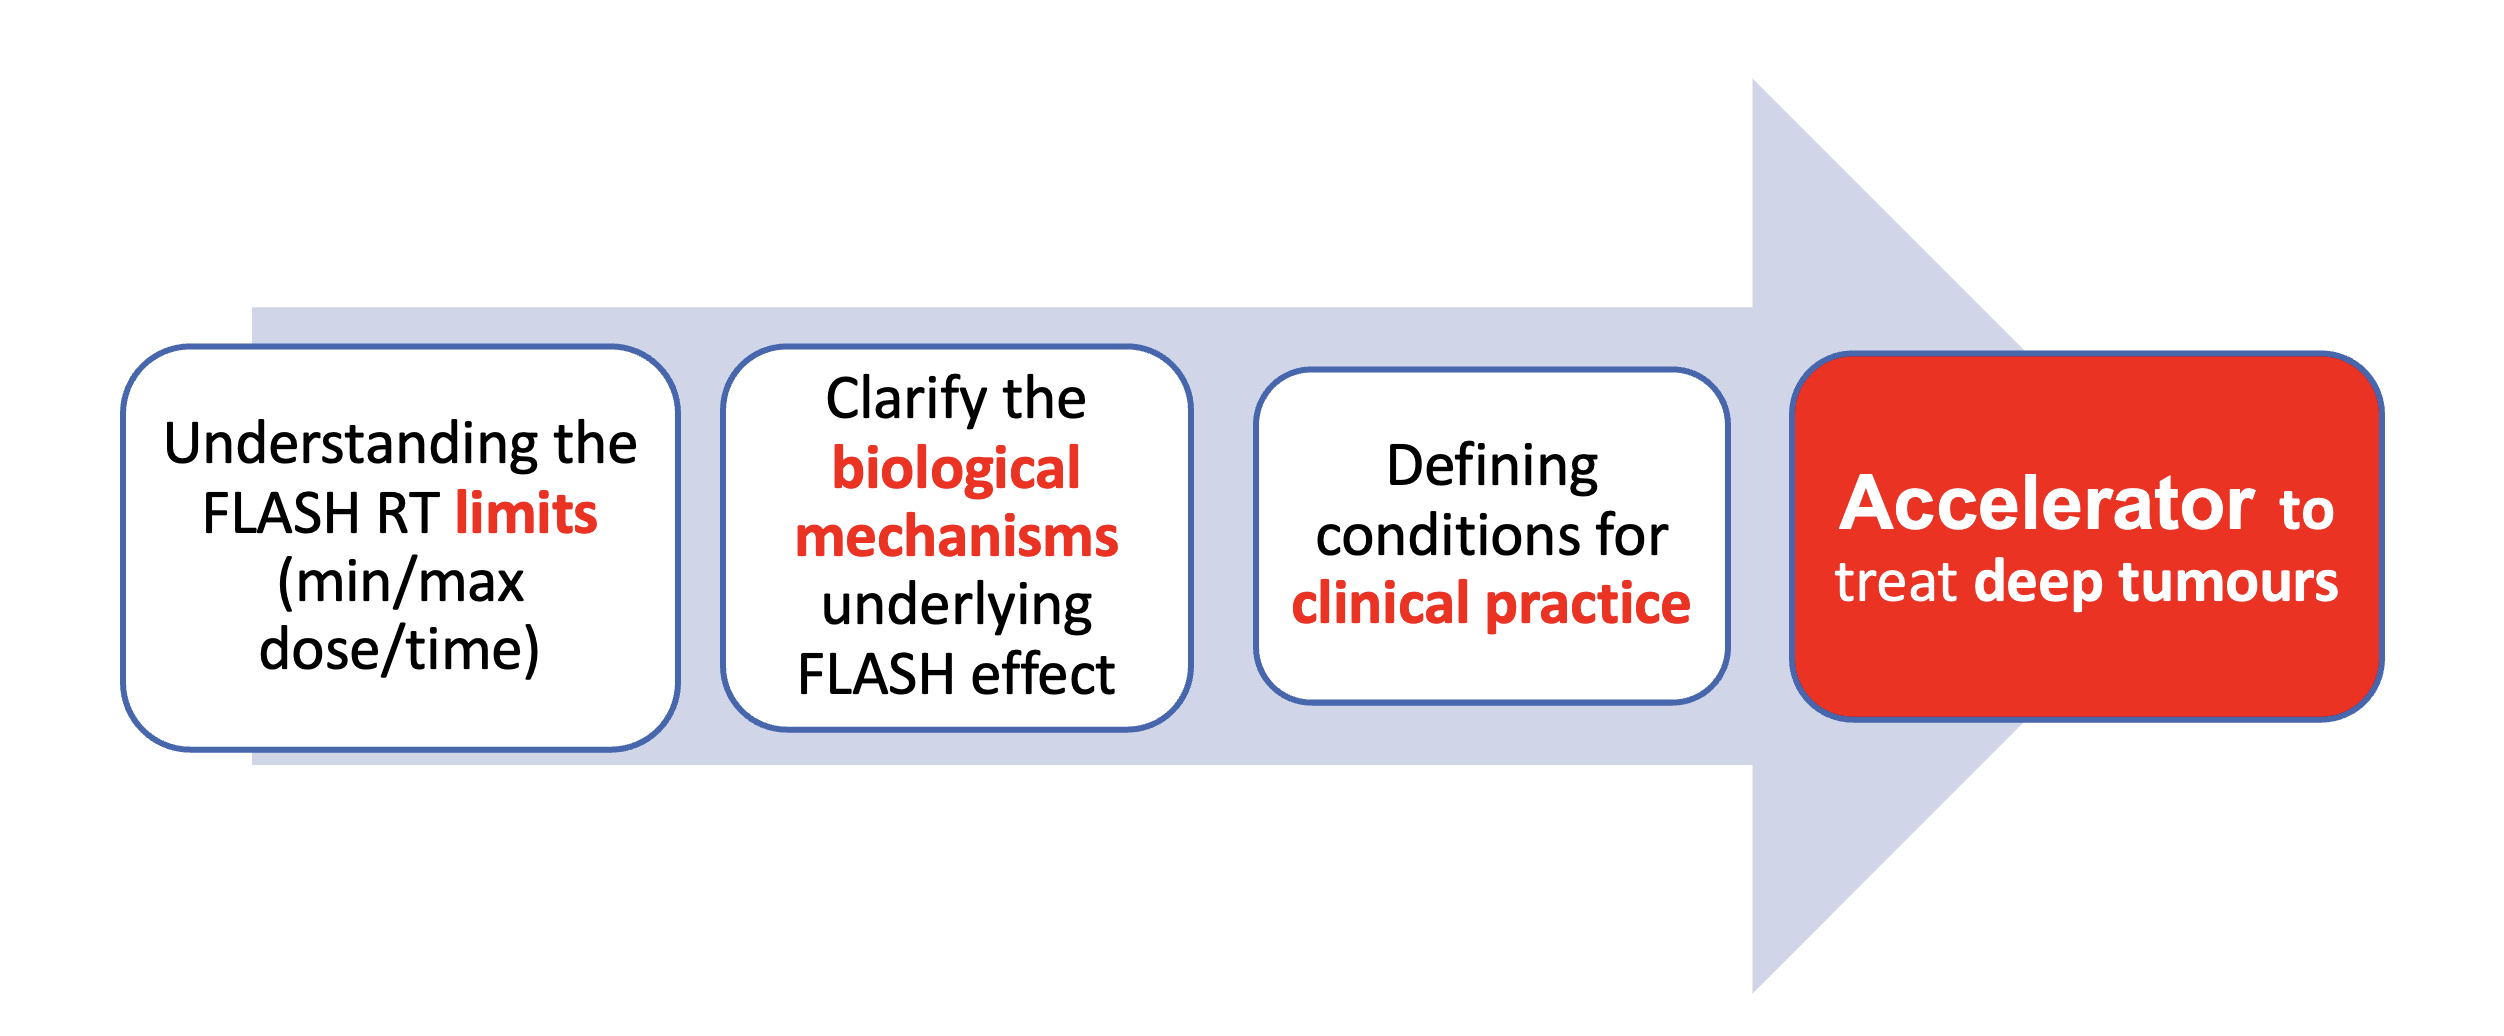 Understanding the
FLASH RT limits
(min/max
dose/time)
Clarify the
biological
mechanisms
underlying
FLASH effect
Defining
conditions for
clinical practice
Accelerator to
treat deep tumours